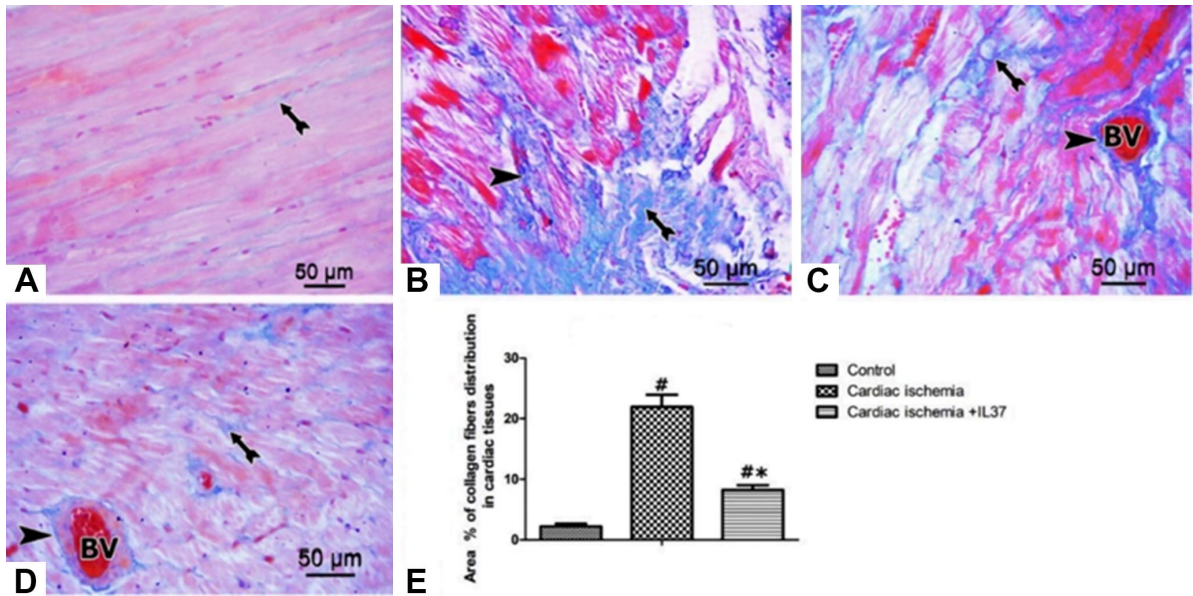 50 µm
A
50 µm
B
BV
50 µm
C
BV
50 µm
D
Area % of collagen fibers distribution
in cardiac tissues
30
20
10
0
#
#*
Control
Cardiac ischemia
Cardiac ischemia +IL37
E